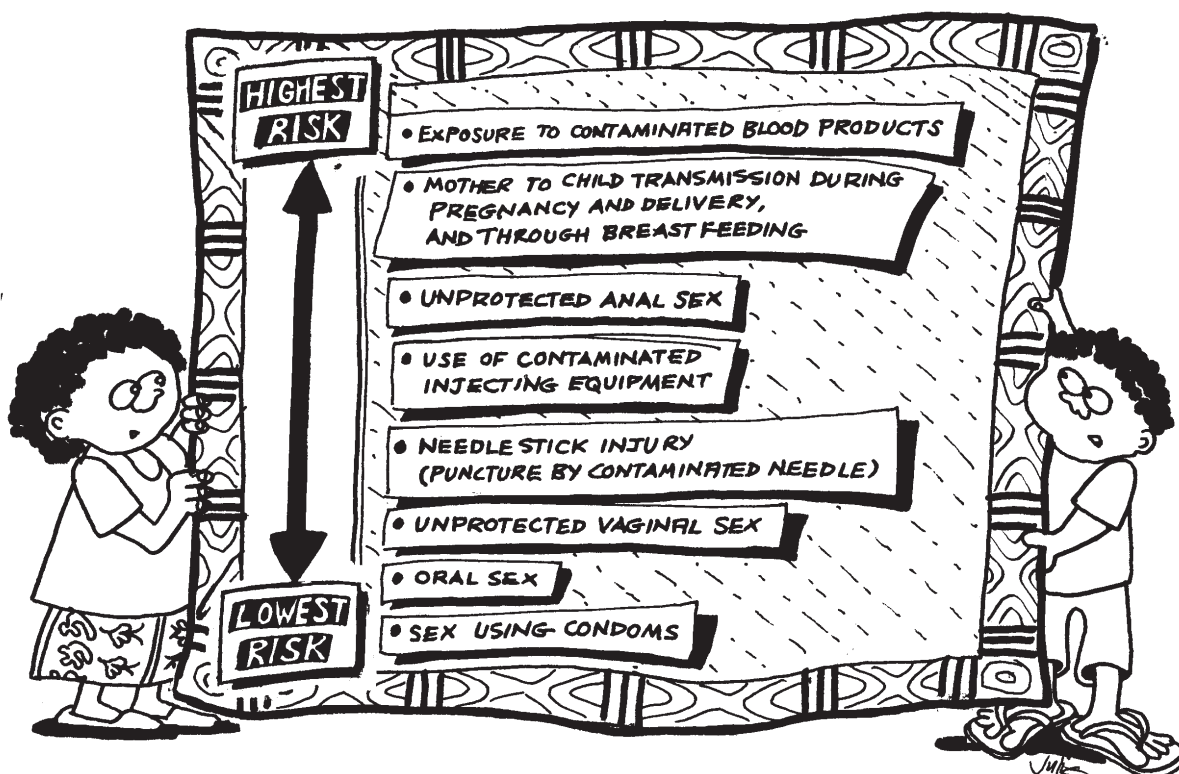 HIGHEST
RISK
• EXPOSURE TO CONTAMINATED BLOOD PRODUCTS
• MOTHER TO CHILD TRANSMISSION DURING
PREGNANCY AND DELIVERY,
AND THROUGH BREAST FEEDING
• UNPROTECTED ANAL SEX
• USE OF CONTAMINATED
INJECTING EQUIPMENT
• NEEDLE STICK INJURY
(PUNCTURE BY CONTAMINATED NEEDLE)
• UNPROTECTED VAGINAL SEX
• ORAL SEX
LOWEST
RISK
• SEX USING CONDOMS